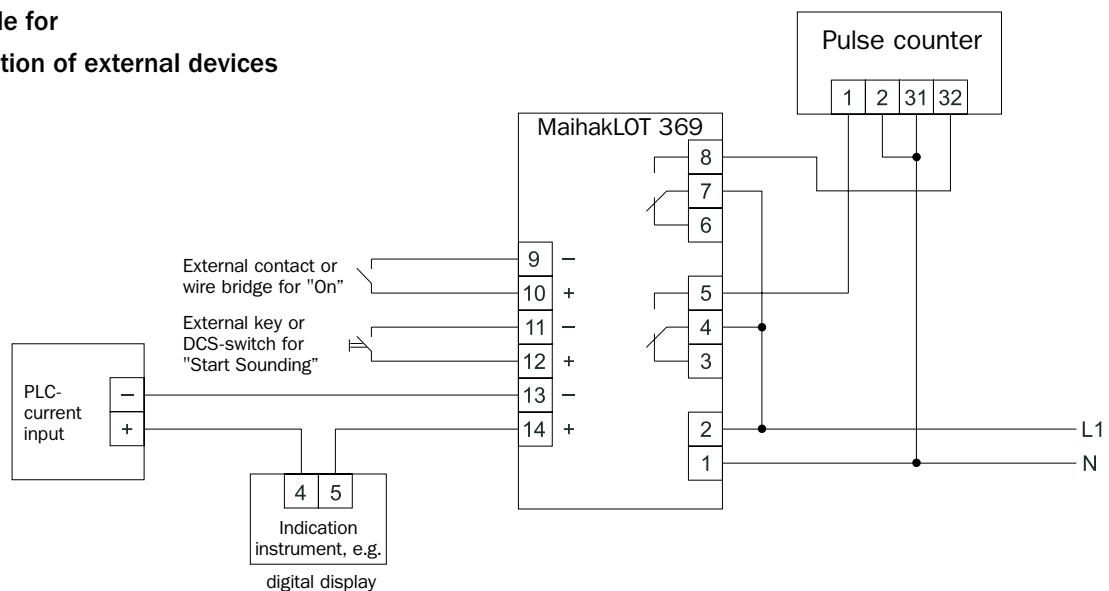 le for
tion of external devices
Pulse counter
1 2 31 32
MaihakLOT 369
8
7
6
External contact or
wire bridge for "On”
9 –
10 +
5
External key or
DCS-switch for
"Start Sounding”
11 –
12 +
4
3
PLC-
current
input
–
+
13 –
14 +
2
1
L1
N
4 5
Indication
instrument, e.g.
digital display